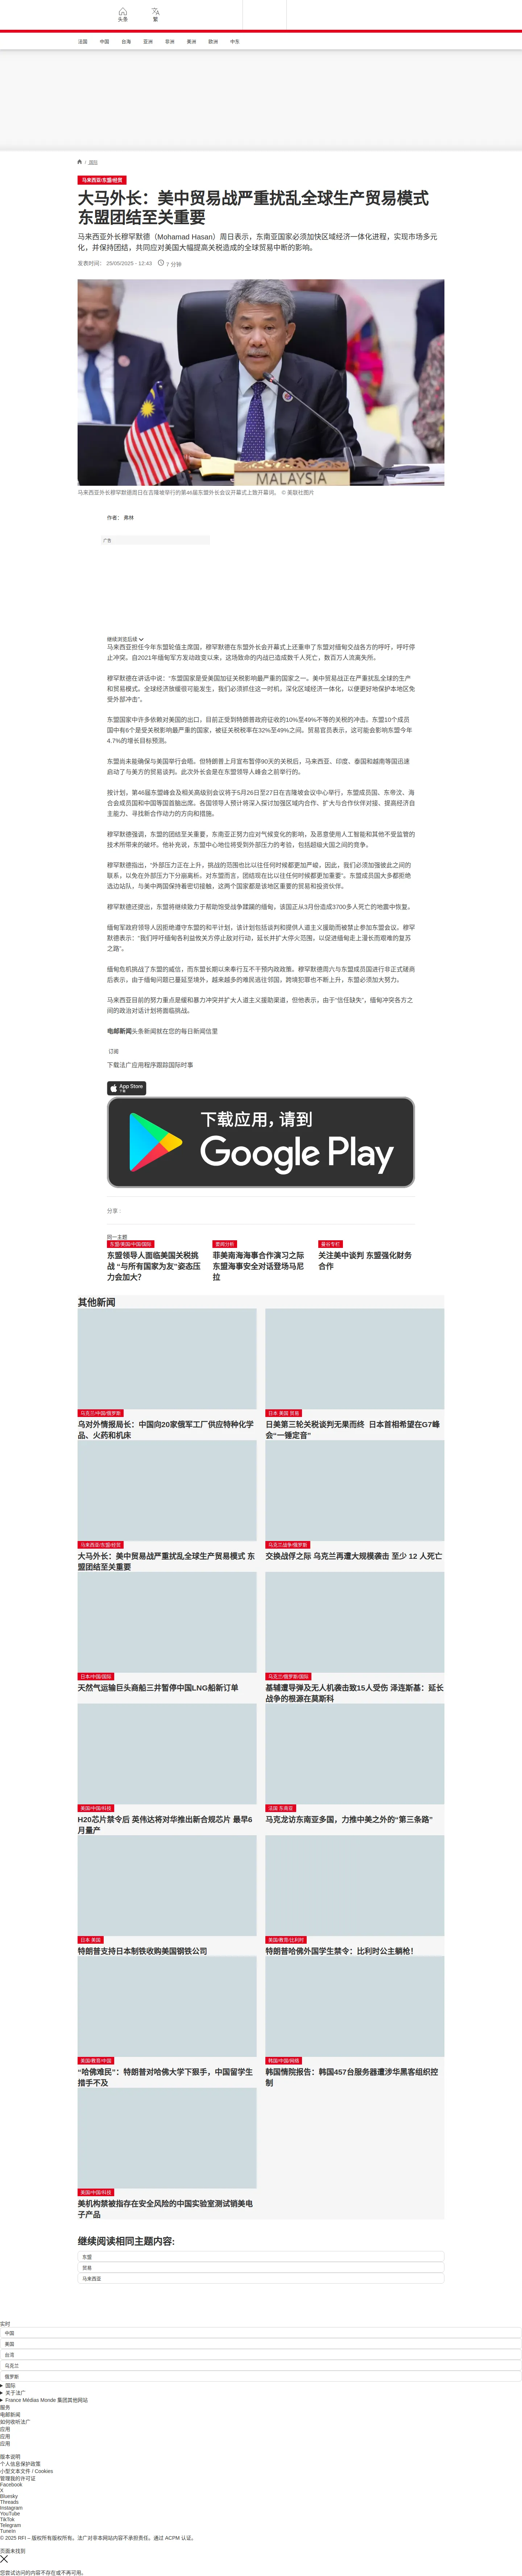 头条
繁
法国
中国
台海
亚洲
非洲
美洲
欧洲
中东
/ 国际
马来西亚/东盟/经贸
大马外长：美中贸易战严重扰乱全球生产贸易模式
东盟团结至关重要
马来西亚外长穆罕默德（Mohamad Hasan）周日表示，东南亚国家必须加快区域经济一体化进程，实现市场多元
化，并保持团结，共同应对美国大幅提高关税造成的全球贸易中断的影响。
发表时间： 25/05/2025 - 12:43 7 分钟
MALAYSIA
马来西亚外长穆罕默德周日在吉隆坡举行的第46届东盟外长会议开幕式上致开幕词。 © 美联社图片
作者： 弗林
广告
继续浏览后续
马来西亚担任今年东盟轮值主席国，穆罕默德在东盟外长会开幕式上还重申了东盟对缅甸交战各方的呼吁，呼吁停
止冲突。自2021年缅甸军方发动政变以来，这场致命的内战已造成数千人死亡，数百万人流离失所。
穆罕默德在讲话中说：“东盟国家是受美国加征关税影响最严重的国家之一。美中贸易战正在严重扰乱全球的生产
和贸易模式。全球经济放缓很可能发生，我们必须抓住这一时机，深化区域经济一体化，以便更好地保护本地区免
受外部冲击”。
东盟国家中许多依赖对美国的出口，目前正受到特朗普政府征收的10%至49%不等的关税的冲击。东盟10个成员
国中有6个是受关税影响最严重的国家，被征关税税率在32%至49%之间。贸易官员表示，这可能会影响东盟今年
4.7%的增长目标预测。
东盟尚未能确保与美国举行会晤。但特朗普上月宣布暂停90天的关税后，马来西亚、印度、泰国和越南等国迅速
启动了与美方的贸易谈判。此次外长会是在东盟领导人峰会之前举行的。
按计划，第46届东盟峰会及相关高级别会议将于5月26日至27日在吉隆坡会议中心举行，东盟成员国、东帝汶、海
合会成员国和中国等国首脑出席。各国领导人预计将深入探讨加强区域内合作、扩大与合作伙伴对接、提高经济自
主能力、寻找新合作动力的方向和措施。
穆罕默德强调，东盟的团结至关重要，东南亚正努力应对气候变化的影响，及恶意使用人工智能和其他不受监管的
技术所带来的破坏。他补充说，东盟中心地位将受到外部压力的考验，包括超级大国之间的竞争。
穆罕默德指出，“外部压力正在上升，挑战的范围也比以往任何时候都更加严峻，因此，我们必须加强彼此之间的
联系，以免在外部压力下分崩离析。对东盟而言，团结现在比以往任何时候都更加重要”。东盟成员国大多都拒绝
选边站队，与美中两国保持着密切接触，这两个国家都是该地区重要的贸易和投资伙伴。
穆罕默德还提出，东盟将继续致力于帮助饱受战争蹂躏的缅甸，该国正从3月份造成3700多人死亡的地震中恢复。
缅甸军政府领导人因拒绝遵守东盟的和平计划，该计划包括谈判和提供人道主义援助而被禁止参加东盟会议。穆罕
默德表示：“我们呼吁缅甸各利益攸关方停止敌对行动，延长并扩大停火范围，以促进缅甸走上漫长而艰难的复苏
之路”。
缅甸危机挑战了东盟的威信，而东盟长期以来奉行互不干预内政政策。穆罕默德周六与东盟成员国进行非正式磋商
后表示，由于缅甸问题已蔓延至境外，越来越多的难民逃往邻国，跨境犯罪也不断上升，东盟必须加大努力。
马来西亚目前的努力重点是缓和暴力冲突并扩大人道主义援助渠道，但他表示，由于“信任缺失”，缅甸冲突各方之
间的政治对话计划将面临挑战。
电邮新闻头条新闻就在您的每日新闻信里
订阅
下载法广应用程序跟踪国际时事
App Store
下载
下载应用，请到
Google Play
分享 :
同一主题
东盟/美国/中国/国际
东盟领导人面临美国关税挑
战 “与所有国家为友”姿态压
力会加大？
要闻分析
菲美南海海事合作演习之际
东盟海事安全对话登场马尼
拉
曼谷专栏
关注美中谈判 东盟强化财务
合作
其他新闻
乌克兰/中国/俄罗斯
乌对外情报局长：中国向20家俄军工厂供应特种化学
品、火药和机床
日本 美国 贸易
日美第三轮关税谈判无果而终 日本首相希望在G7峰
会“一锤定音”
马来西亚/东盟/经贸
大马外长：美中贸易战严重扰乱全球生产贸易模式 东
盟团结至关重要
乌克兰战争/俄罗斯
交换战俘之际 乌克兰再遭大规模袭击 至少 12 人死亡
日本/中国/国际
天然气运输巨头商船三井暂停中国LNG船新订单
乌克兰/俄罗斯/国际
基辅遭导弹及无人机袭击致15人受伤 泽连斯基：延长
战争的根源在莫斯科
美国/中国/科技
H20芯片禁令后 英伟达将对华推出新合规芯片 最早6
月量产
法国 东南亚
马克龙访东南亚多国，力推中美之外的“第三条路”
日本 美国
特朗普支持日本制铁收购美国钢铁公司
美国/教育/比利时
特朗普哈佛外国学生禁令：比利时公主躺枪！
美国/教育/中国
“哈佛难民”：特朗普对哈佛大学下狠手，中国留学生
措手不及
韩国/中国/网络
韩国情院报告：韩国457台服务器遭涉华黑客组织控
制
美国/中国/科技
美机构禁被指存在安全风险的中国实验室测试销美电
子产品
继续阅读相同主题内容:
东盟
贸易
马来西亚
实时
中国
美国
台湾
乌克兰
俄罗斯
国际
关于法广
France Médias Monde 集团其他网站
服务
电邮新闻
如何收听法广
应用
应用
应用
版本说明
个人信息保护政策
小型文本文件 / Cookies
管理我的许可证
Facebook
X
Bluesky
Threads
Instagram
YouTube
TikTok
Telegram
TuneIn
© 2025 RFI – 版权所有版权所有。法广对非本网站内容不承担责任。通过 ACPM 认证。
页面未找到
您尝试访问的内容不存在或不再可用。